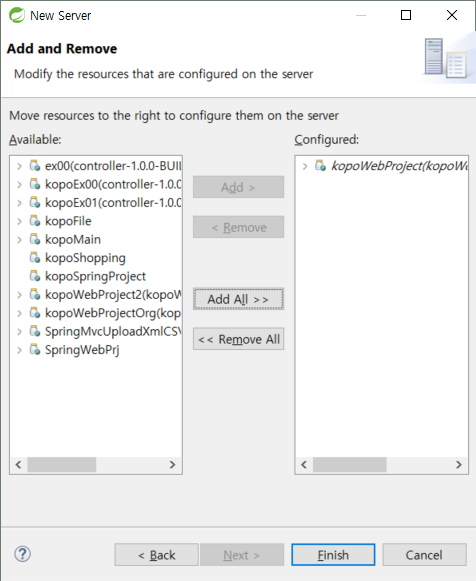 New Server
Add and Remove
Modify the resources that are configured on the server
Move resources to the right to configure them on the server
Available:
ex00(controller-1.0.0-BUI
kopoEx00(controller-1.0.0
kopoEx01(controller-1.0.0
kopoFile
kopoMain
kopoShopping
kopoSpringProject
kopoWebProject2(kopoW
kopoWebProjectOrg(kop
SpringMvcUploadXmlCSV
SpringWebPrj
Add >
< Remove
Add All >>
<< Remove All
Configured:
kopoWebProject(kopoWe
?
< Back
Next >
Finish
Cancel